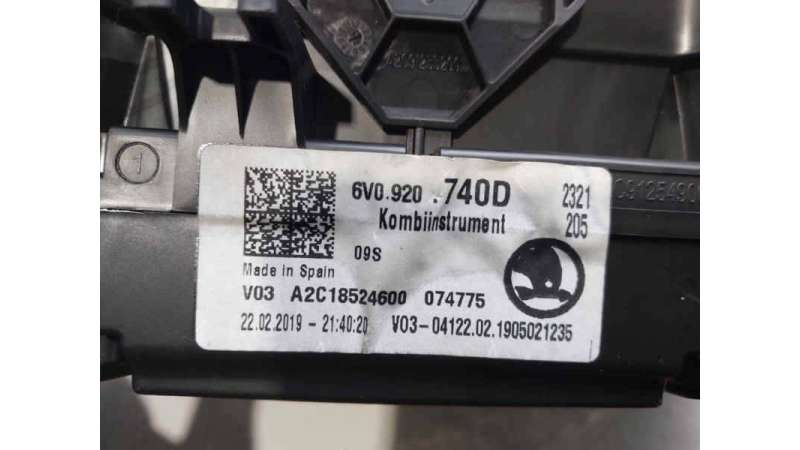 6V0.920 .740D 2321
Kombiinstrument 205
09S
Made in Spain
V03 A2C18524600 074775
22.02.2019 - 21:40:20 V03-04122.02.1905021235
1